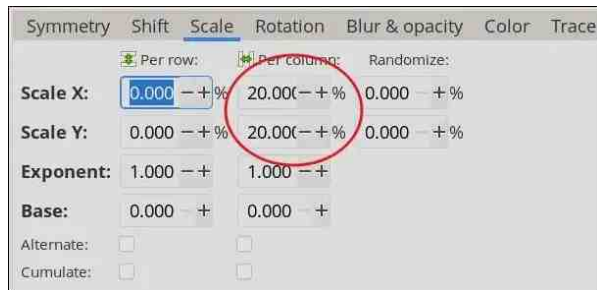 Symmetry Shift Scale Rotation Blur & opacity Color Trace
Per row: Per column: Randomize:
Scale X: 0.000 −+% 20.00( −+% 0.000 +%
Scale Y: 0.000 −+% 20.00( −+% 0.000 +%
Exponent: 1.000 −+ 1.000 −+
Base: 0.000 − + 0.000 − +
Alternate:
Cumulate: